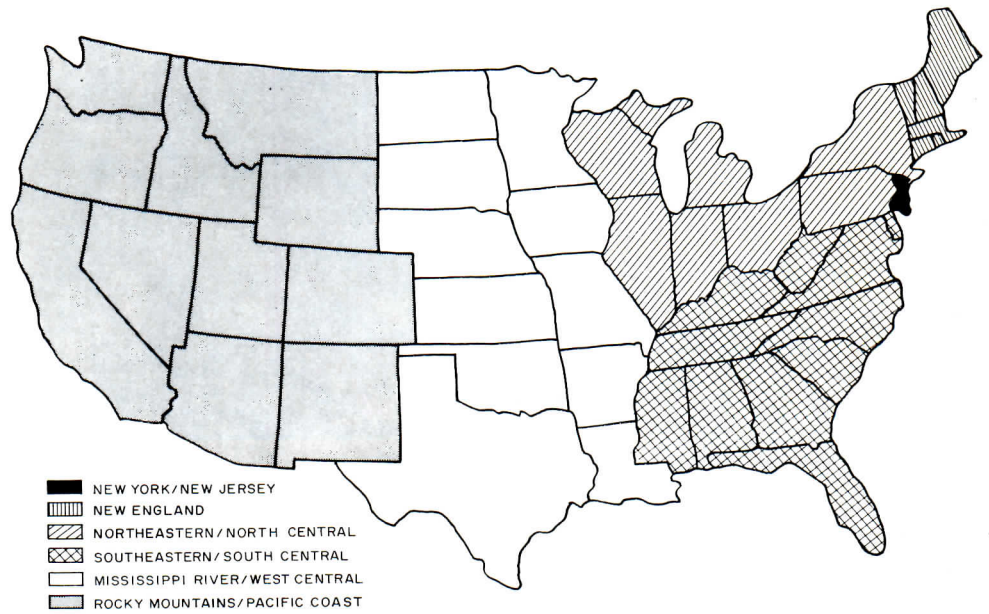 NEW YORK/NEW JERSEY
NEW ENGLAND
NORTHEASTERN/NORTH CENTRAL
SOUTHEASTERN/SOUTH CENTRAL
MISSISSIPPI RIVER/WEST CENTRAL
ROCKY MOUNTAINS/PACIFIC COAST